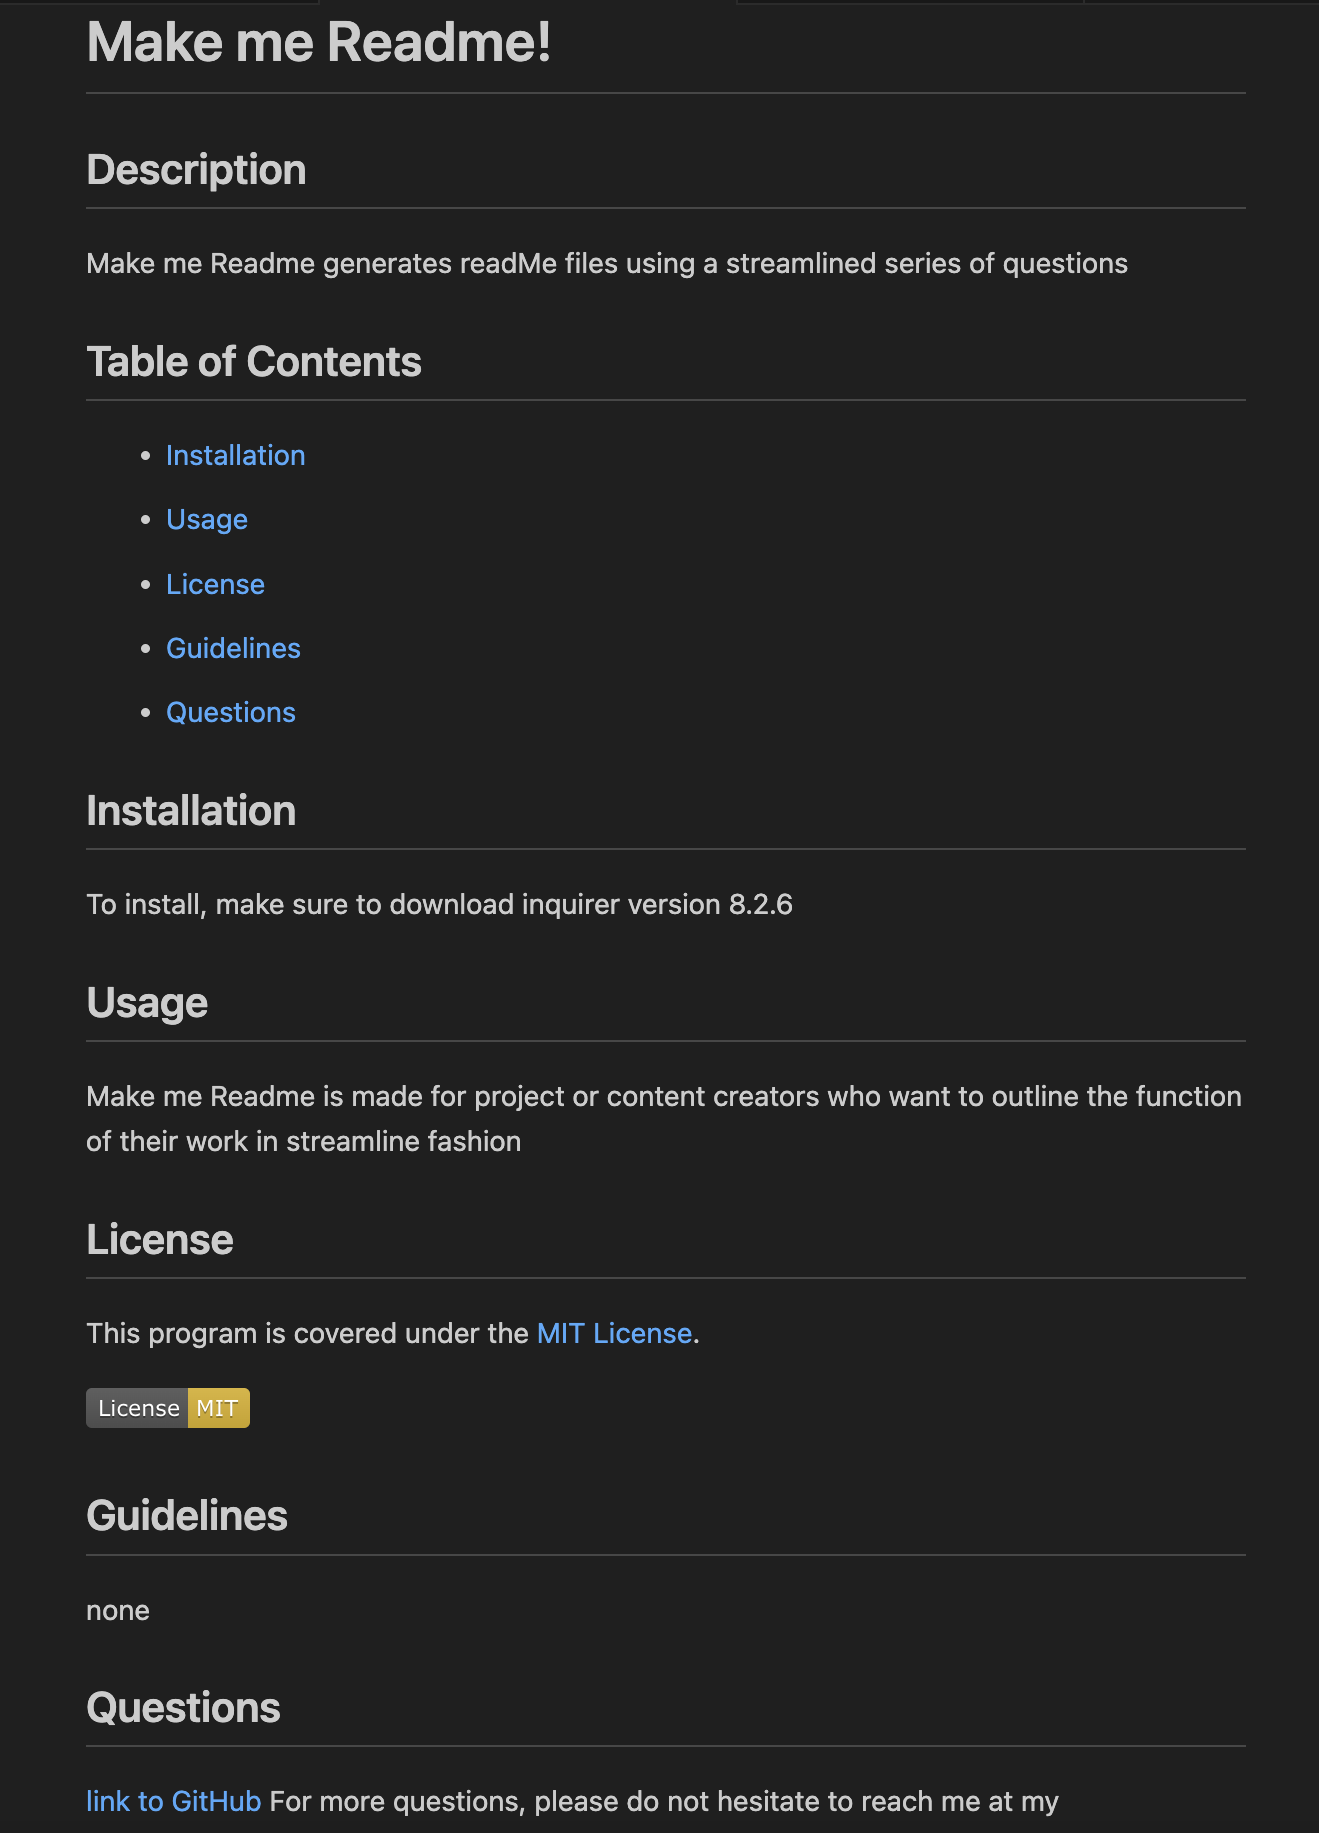 Make me Readme!
Description
Make me Readme generates readMe files using a streamlined series of questions
Table of Contents
Installation
Usage
License
Guidelines
Questions
Installation
To install, make sure to download inquirer version 8.2.6
Usage
Make me Readme is made for project or content creators who want to outline the function
of their work in streamline fashion
License
This program is covered under the MIT License.
License MIT
Guidelines
none
Questions
link to GitHub For more questions, please do not hesitate to reach me at my